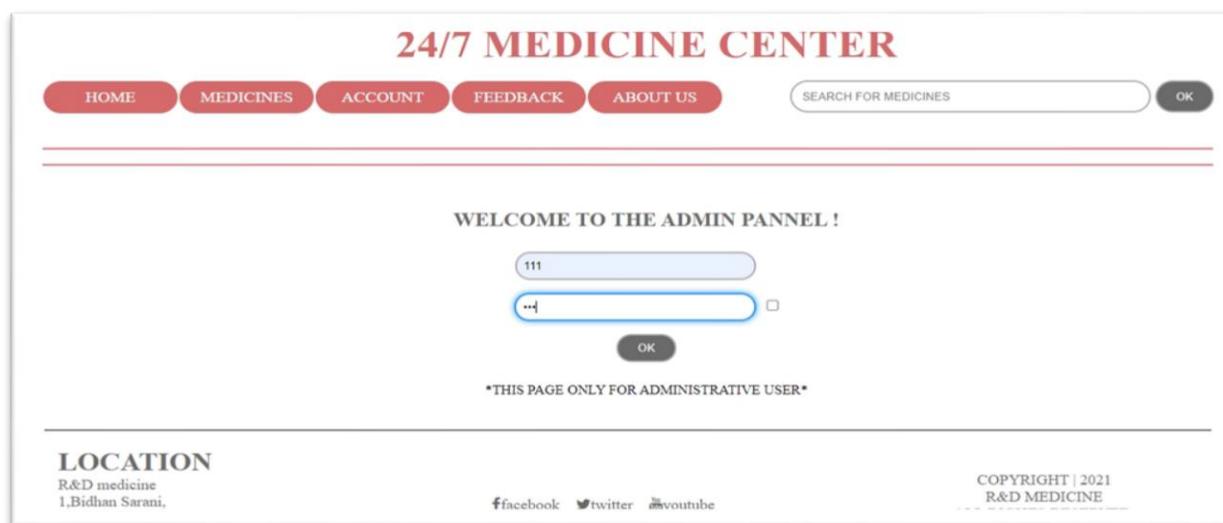 24/7 MEDICINE CENTER
HOME MEDICINES ACCOUNT FEEDBACK ABOUT US SEARCH FOR MEDICINES OK
WELCOME TO THE ADMIN PANNEL !
111
•••
OK
*THIS PAGE ONLY FOR ADMINISTRATIVE USER*
LOCATION
R&D medicine
1,Bidhan Sarani,
facebook twitter youtube
COPYRIGHT | 2021
R&D MEDICINE